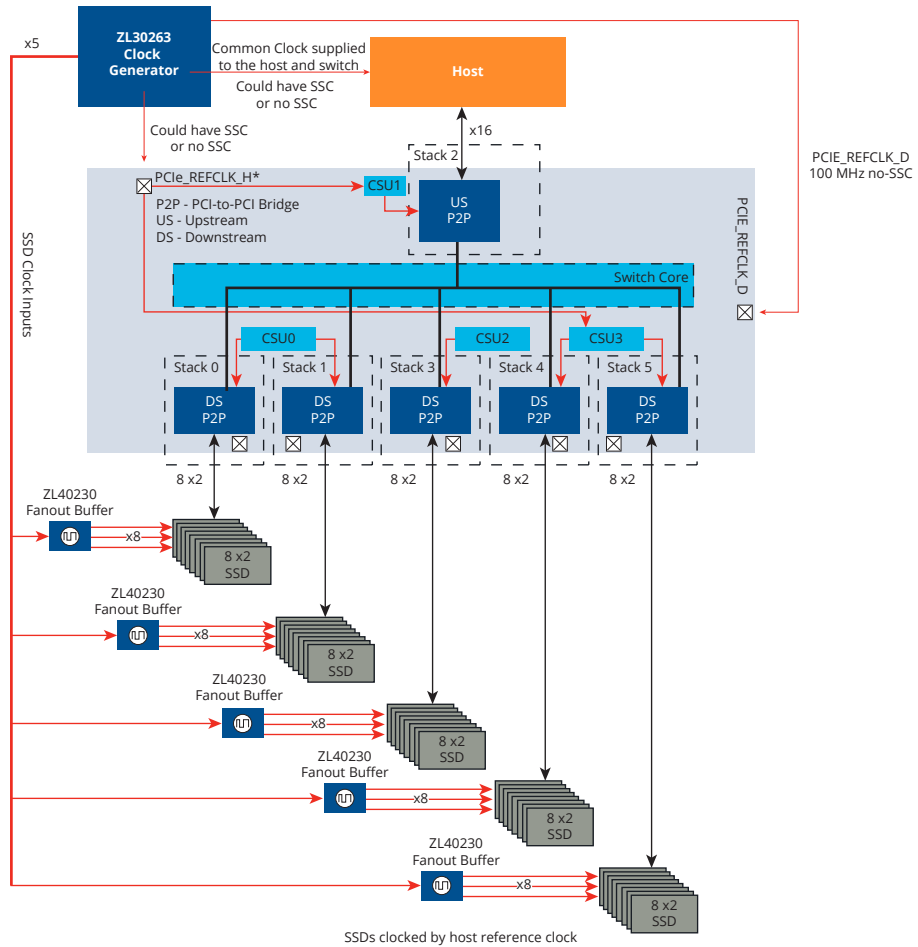 x5
ZL30263
Clock
Generator
Common Clock supplied
to the host and switch
Could have SSC
or no SSC
Host
Could have SSC
or no SSC
x16
PCIE_REFCLK_D
100 MHz no-SSC
Stack 2
PCIe_REFCLK_H*
CSU1
US
P2P
P2P - PCI-to-PCI Bridge
US - Upstream
DS - Downstream
PCIE_REFCLK_D
SSD Clock Inputs
Switch Core
CSU0
CSU2
CSU3
Stack 0
Stack 1
Stack 3
Stack 4
Stack 5
DS
P2P
DS
P2P
DS
P2P
DS
P2P
DS
P2P
8 x2
8 x2
8 x2
8 x2
8 x2
ZL40230
Fanout Buffer
x8
8 x2
SSD
ZL40230
Fanout Buffer
x8
8 x2
SSD
ZL40230
Fanout Buffer
x8
8 x2
SSD
ZL40230
Fanout Buffer
x8
8 x2
SSD
ZL40230
Fanout Buffer
x8
8 x2
SSD
SSDs clocked by host reference clock